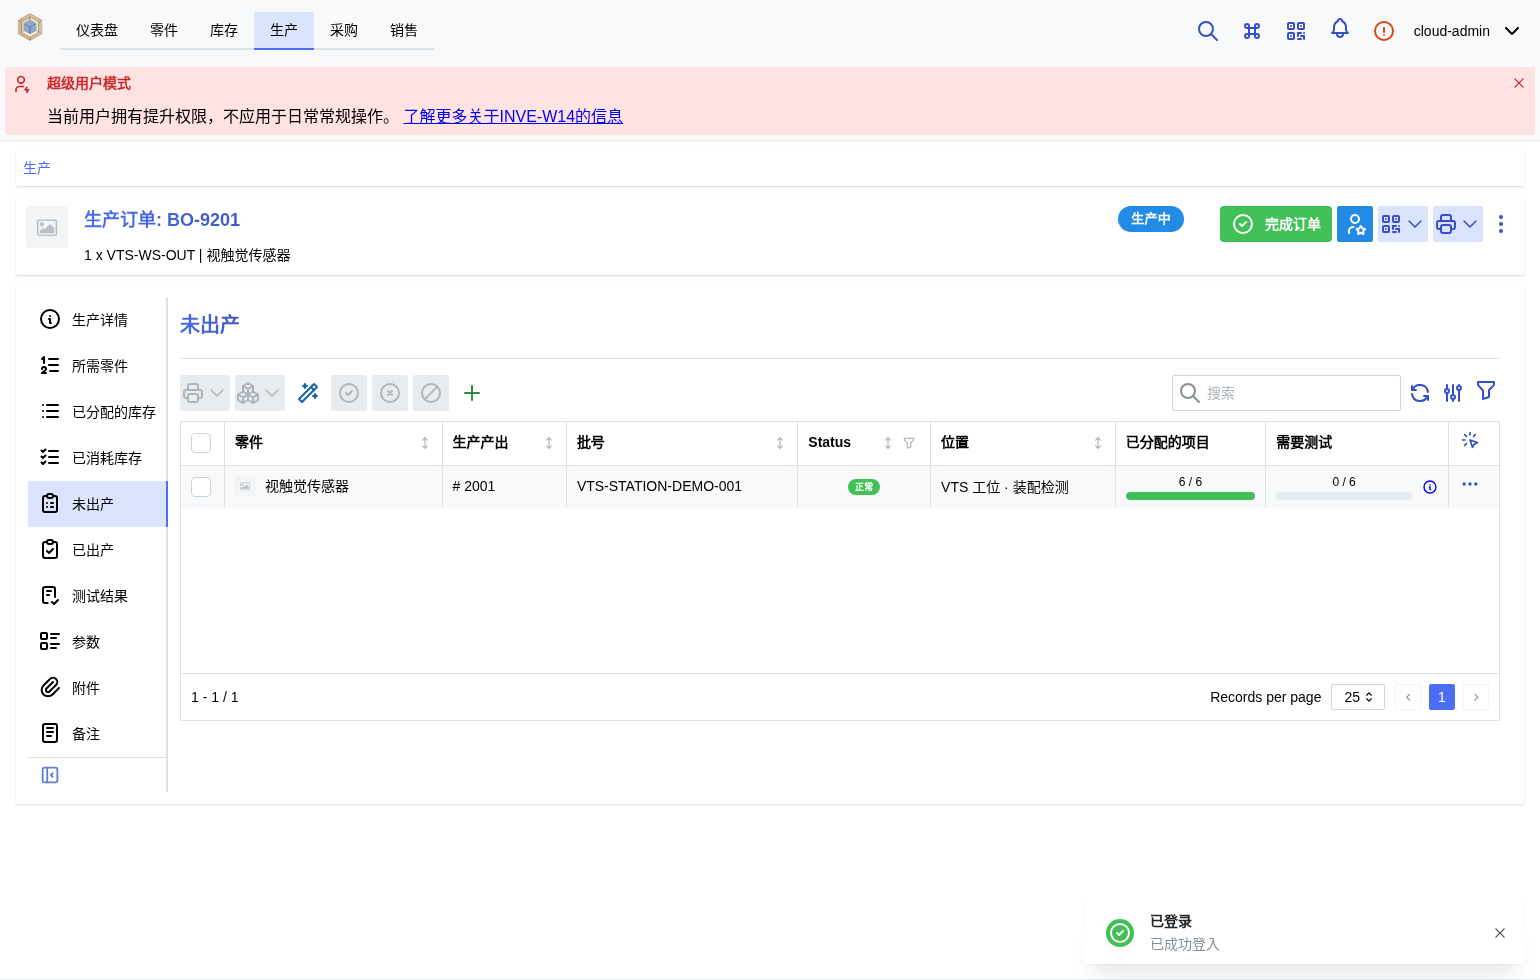 仪表盘 零件 库存 生产 采购 销售 cloud-admin
超级用户模式
当前用户拥有提升权限，不应用于日常常规操作。 了解更多关于INVE-W14的信息
生产
生产订单: BO-9201 生产中 完成订单
1 x VTS-WS-OUT | 视触觉传感器
生产详情
所需零件
已分配的库存
已消耗库存
未出产
已出产
测试结果
参数
附件
备注
未出产
搜索
零件 生产产出 批号 Status 位置 已分配的项目 需要测试
视触觉传感器 # 2001 VTS-STATION-DEMO-001 正常 VTS 工位 · 装配检测 6 / 6 0 / 6
1 - 1 / 1 Records per page 25 1
已登录
已成功登入